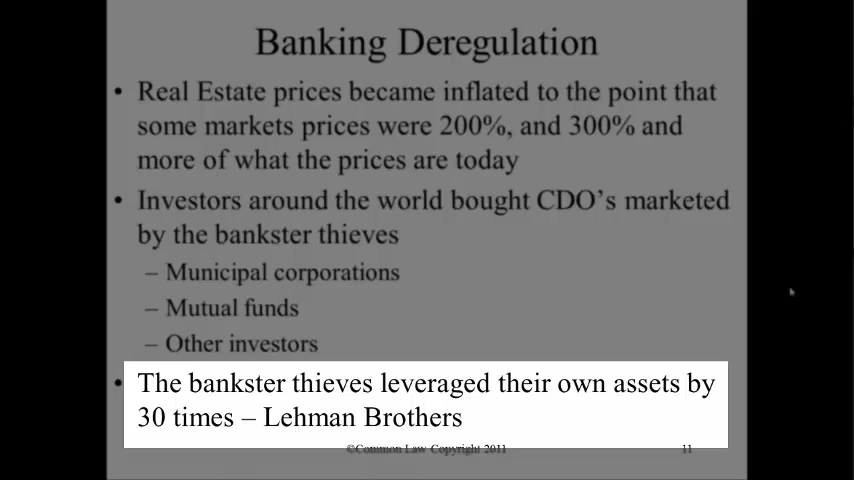 Banking Deregulation
• Real Estate prices became inflated to the point that
some markets prices were 200%, and 300% and
more of what the prices are today
• Investors around the world bought CDO's marketed
by the bankster thieves
– Municipal corporations
– Mutual funds
– Other investors
• The bankster thieves leveraged their own assets by
30 times – Lehman Brothers
©Common Law Copyright 2011 11